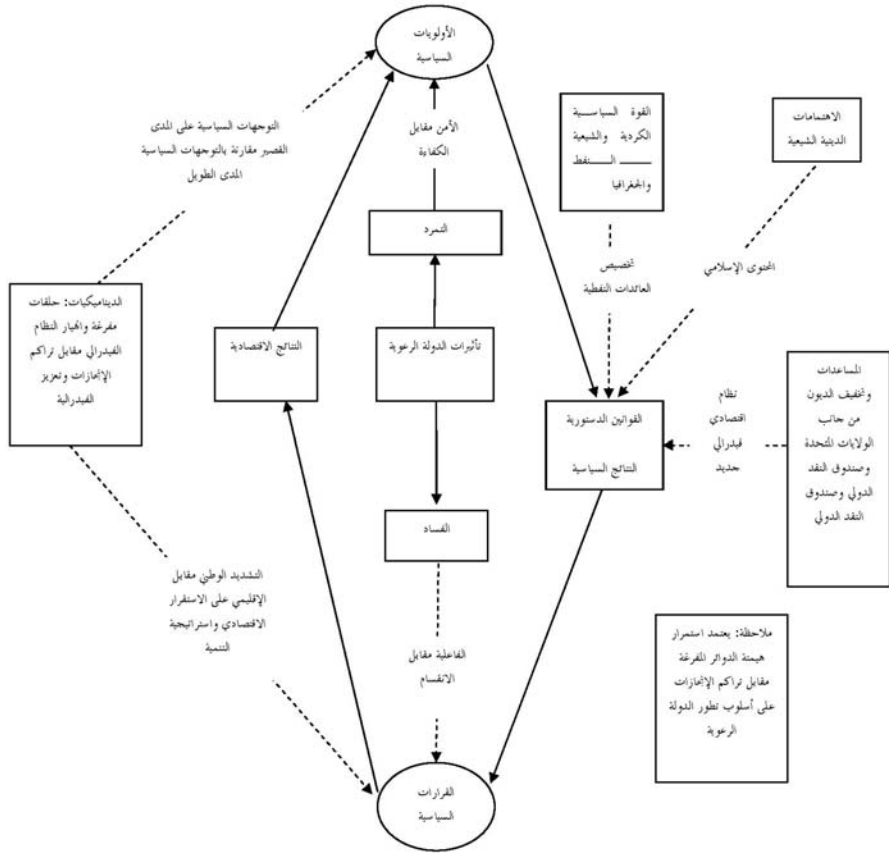 الأولويات
السياسية
القوة السياسية
الكردية والشيعية
ــــ النفط
والجغرافيا
الاهتمامات
الدينية الشيعية
التوجهات السياسية على المدى
القصير مقارنة بالتوجهات السياسية
المدى الطويل
الأمن مقابل
الكفاءة
التمرد
تخصيص
العائدات النفطية
المحتوى الإسلامي
الديناميكيات: حلقات
مفرغة وانهيار النظام
الفيدرالي مقابل تراكم
الإنجازات وتعزيز
الفيدرالية
النتائج الاقتصادية
تأثيرات الدولة الرعوية
القوانين الدستورية
النتائج السياسية
نظام
اقتصادي
فيدرالي
جديد
المساعدات
وتخفيف الديون
من جانب
الولايات المتحدة
وصندوق النقد
الدولي وصندوق
النقد الدولي
الفساد
التشديد الوطني مقابل
الإقليمي على الاستقرار
الاقتصادي واستراتيجية
التنمية
الفاعلية مقابل
الانقسام
ملاحظة: يعتمد استمرار
هيمنة الدوائر المفرغة
مقابل تراكم الإنجازات
على أسلوب تطور الدولة
الرعوية
القرارات
السياسية